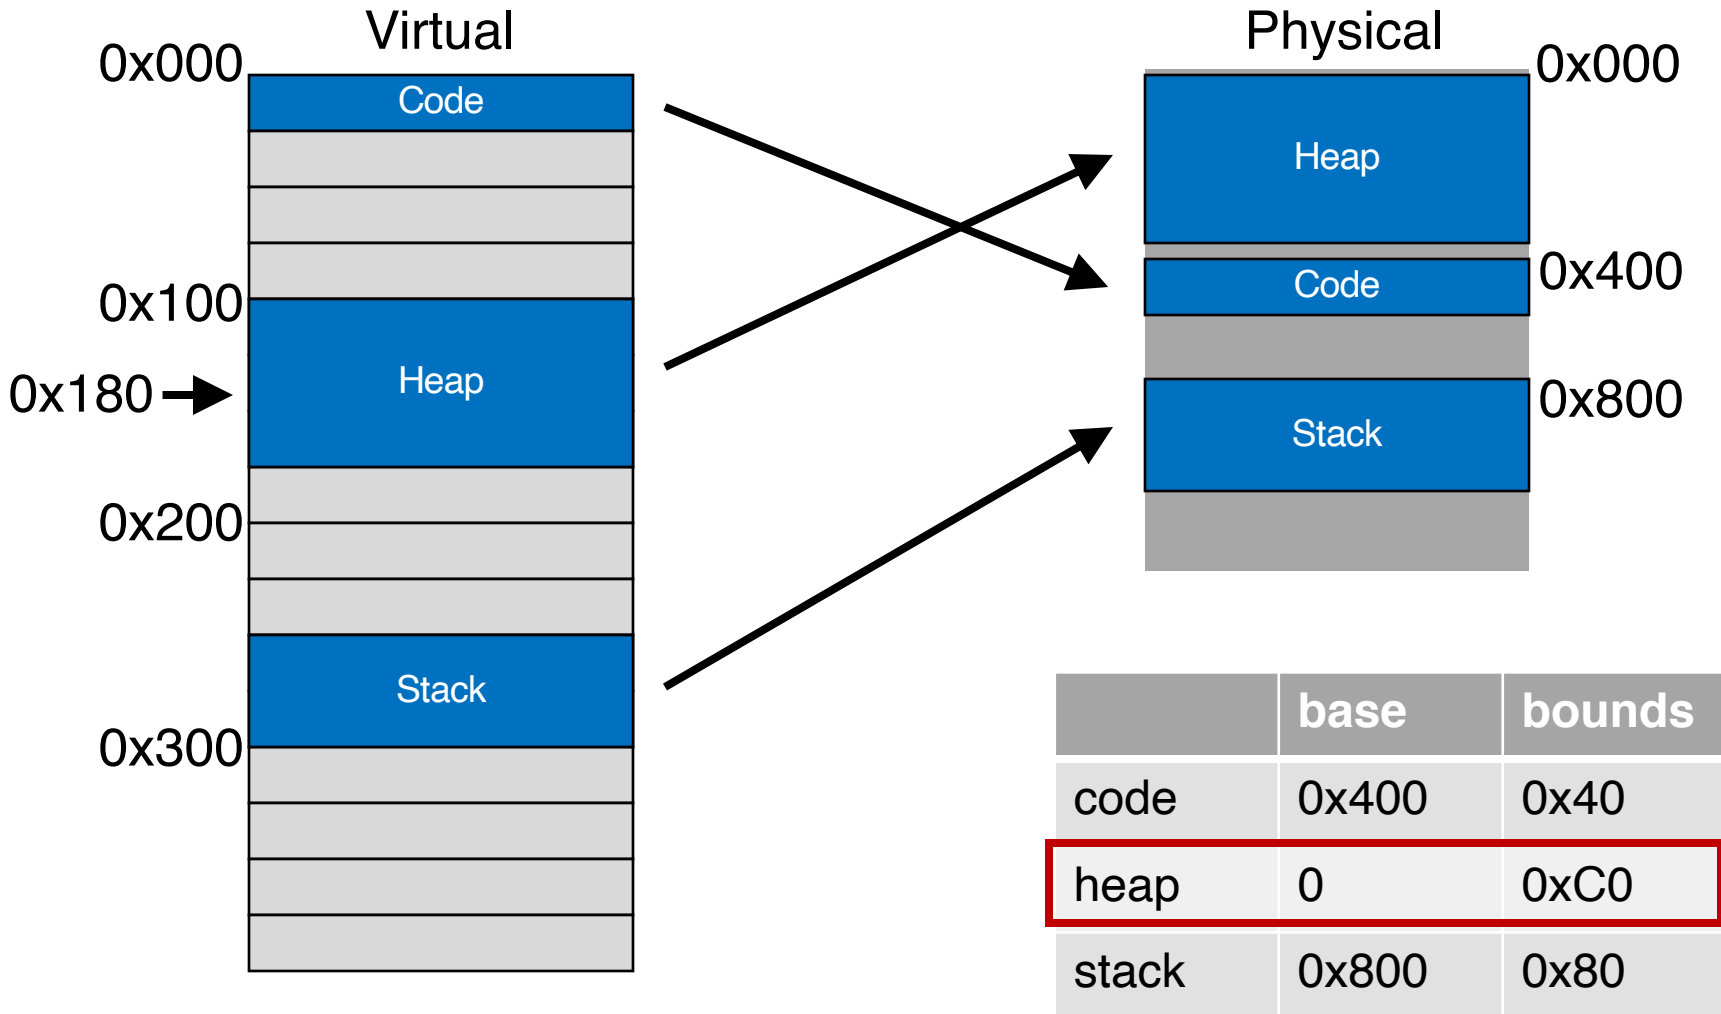 Virtual
Physical
0x000
Code
0x100
0x180
Heap
0x200
Stack
0x300
0x000
Heap
0x400
Code
0x800
Stack
base bounds
code 0x400 0x40
heap 0 0xC0
stack 0x800 0x80